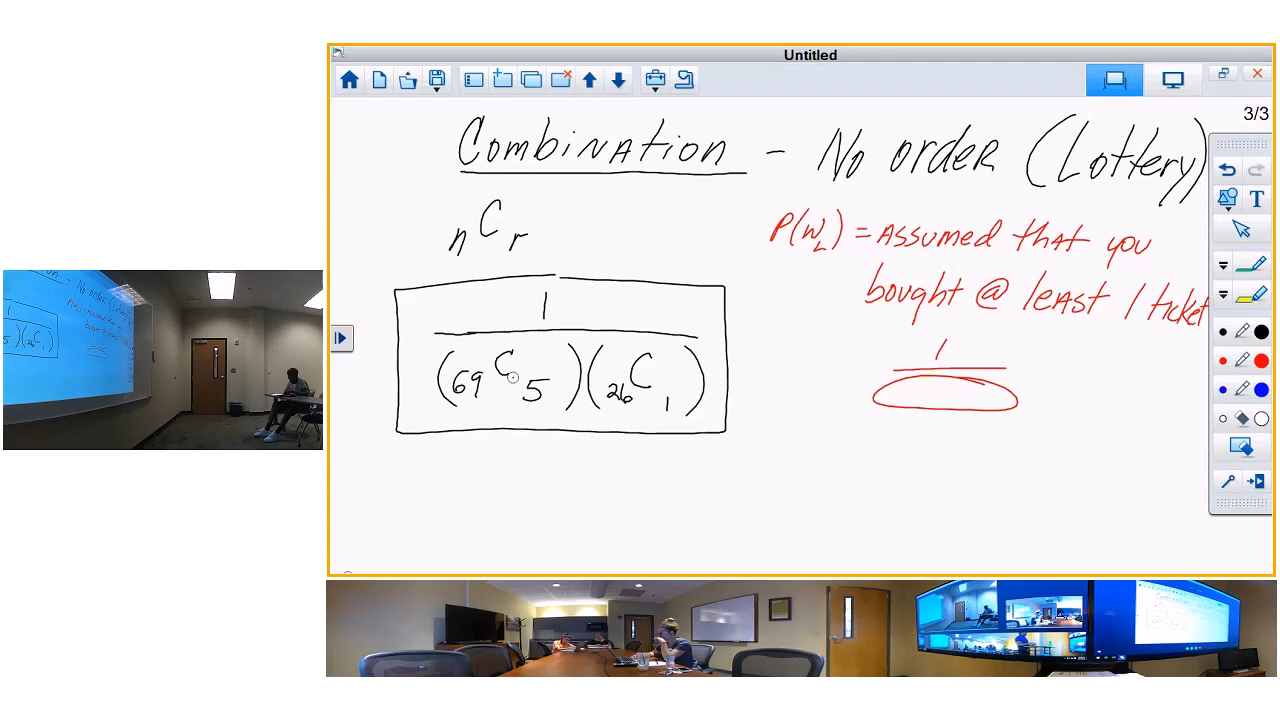 Untitled
3/3
Combination - No order (Lottery)
nCr
P(WL) = Assumed that you
bought @ least 1 ticket
1
(69C5)(26C1)
1
T